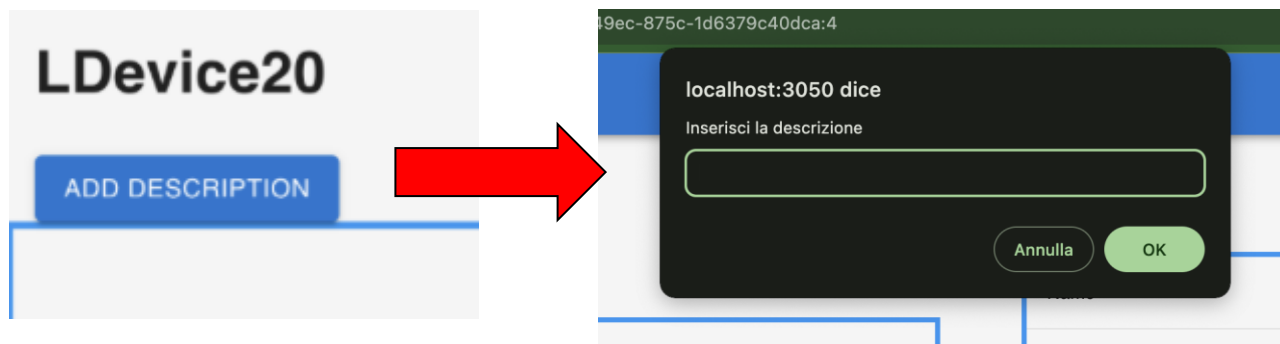 LDevice20
ADD DESCRIPTION
49ec-875c-1d6379c40dca:4
localhost:3050 dice
Inserisci la descrizione
Annulla
OK